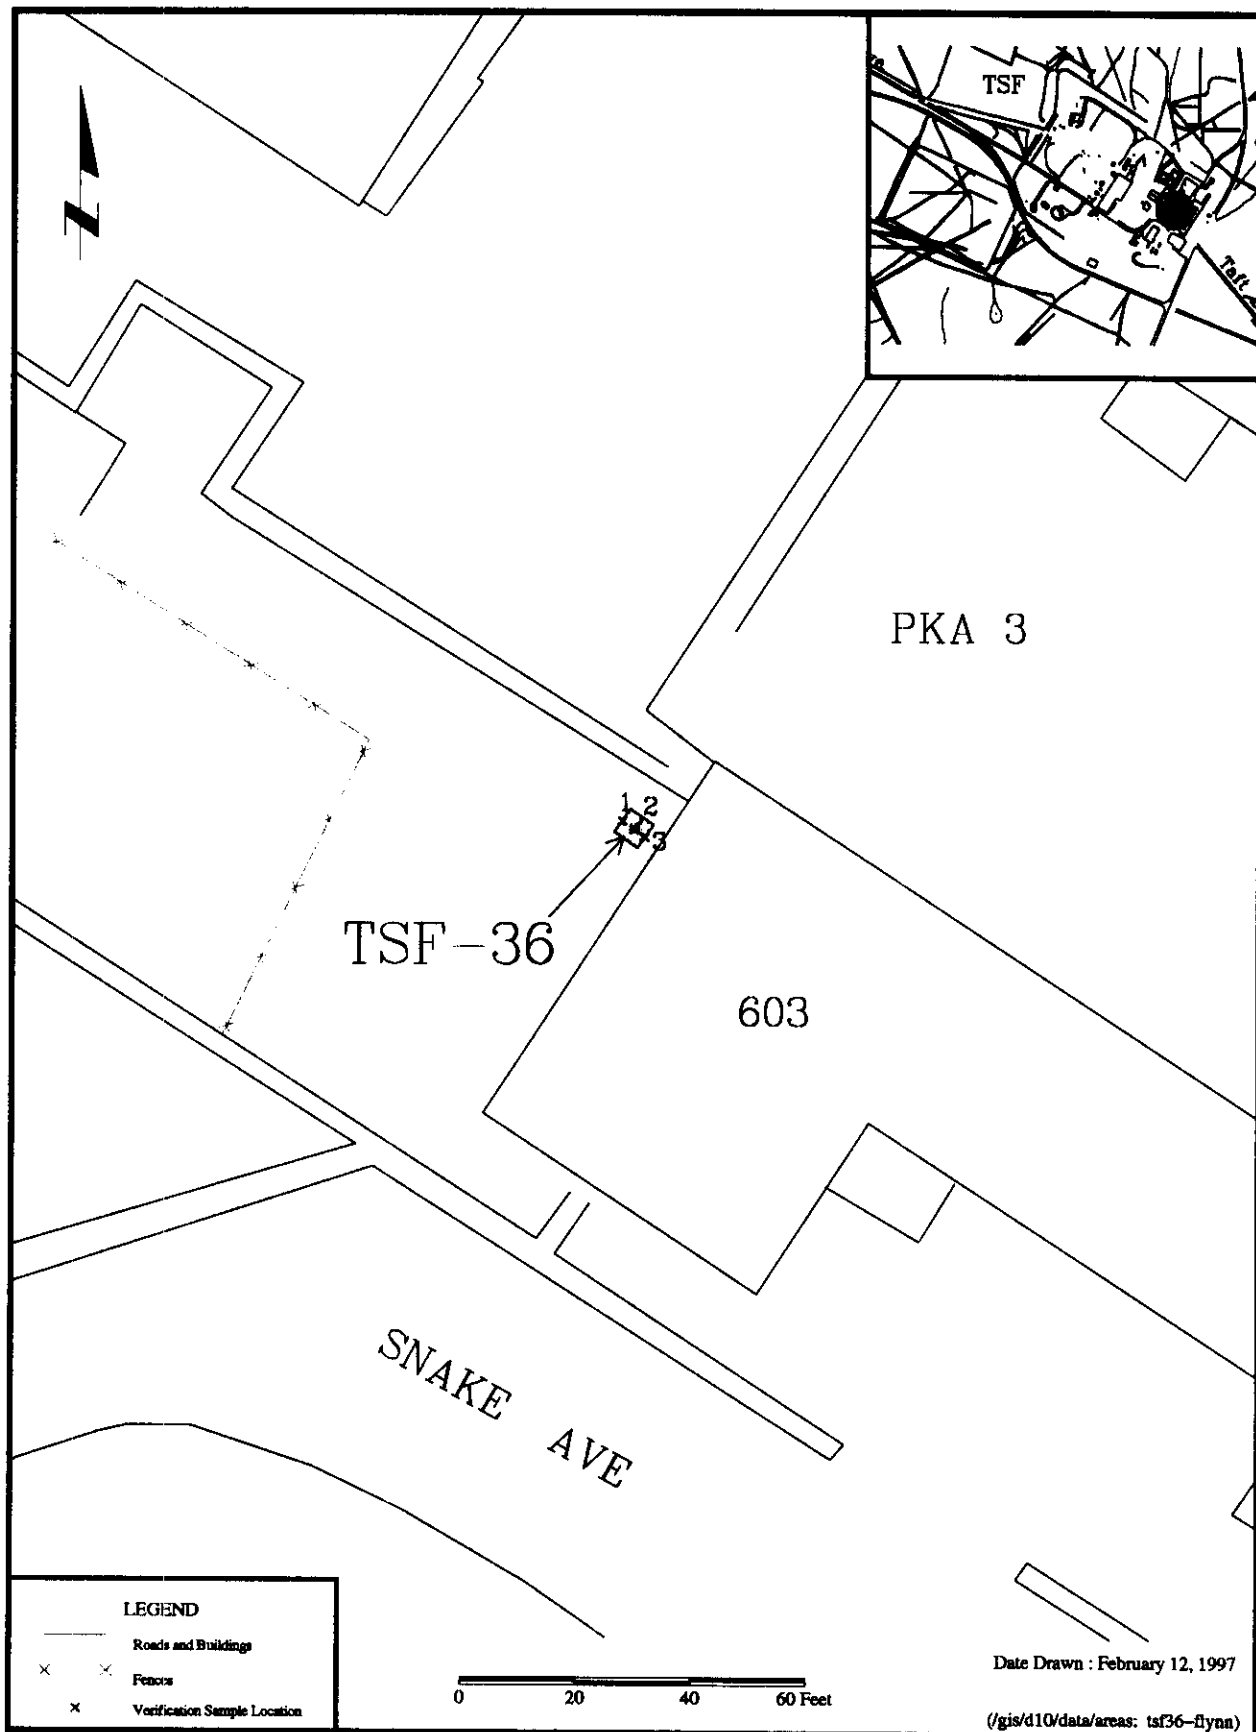 TSF
Taft
PKA 3
1 2
3
TSF-36
603
SNAKE AVE
LEGEND
Roads and Buildings
Fences
Verification Sample Location
0 20 40 60 Feet
Date Drawn : February 12, 1997
(/gis/d10/data/areas: tsf36-flynn)